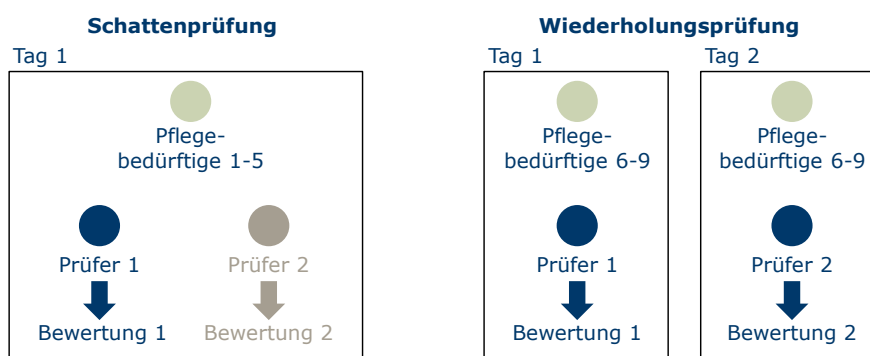 Schattenprüfung
Tag 1
Pflege-
bedürftige 1-5
Prüfer 1
Prüfer 2
Bewertung 1
Bewertung 2
Wiederholungsprüfung
Tag 1
Pflege-
bedürftige 6-9
Prüfer 1
Bewertung 1
Tag 2
Pflege-
bedürftige 6-9
Prüfer 2
Bewertung 2